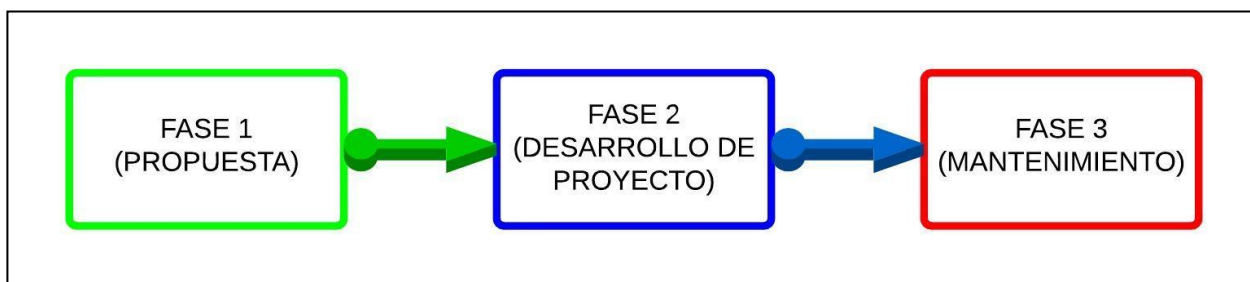 FASE 1
(PROPUESTA)
FASE 2
(DESARROLLO DE
PROYECTO)
FASE 3
(MANTENIMIENTO)